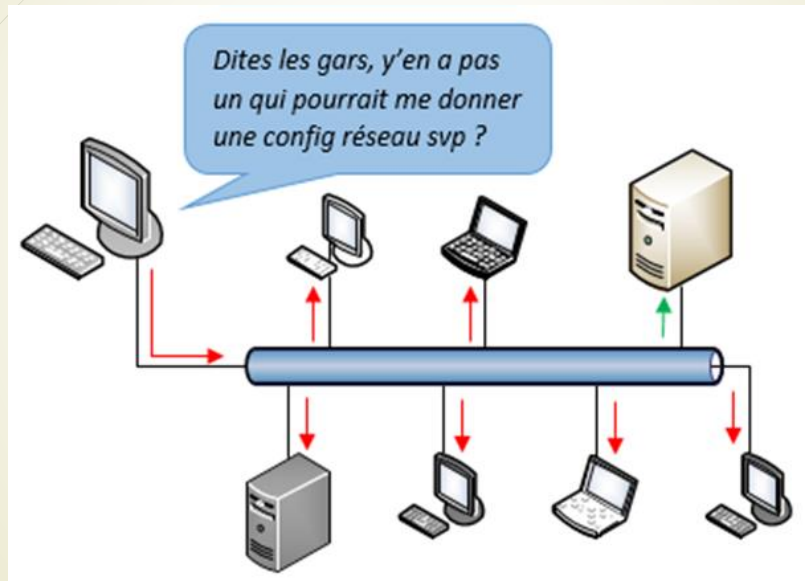 Dites les gars, y'en a pas
un qui pourrait me donner
une config réseau svp ?